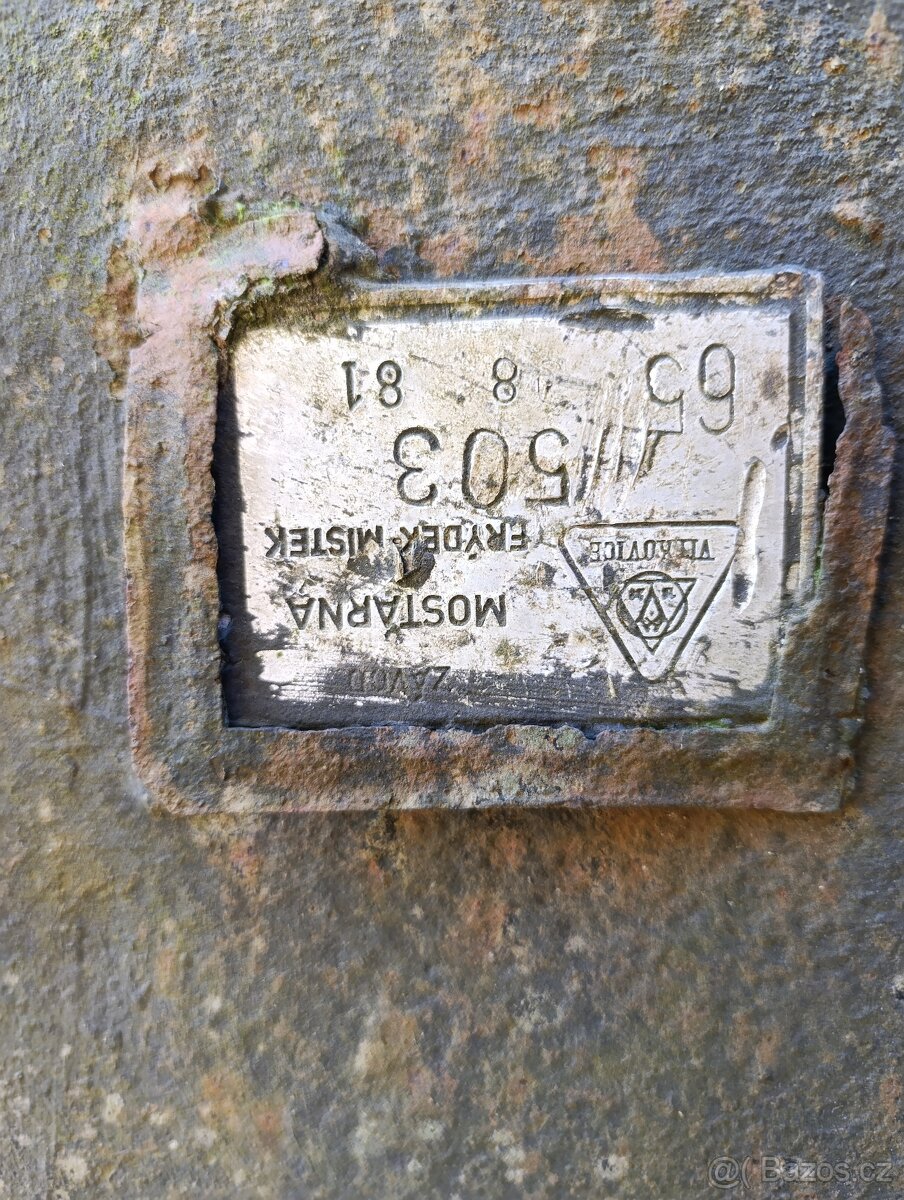 ZÁVOD
MOSTÁRNA
VÍTKOVICE
FRÝDEK-MÍSTEK
503
65 8 81
Bazos.cz